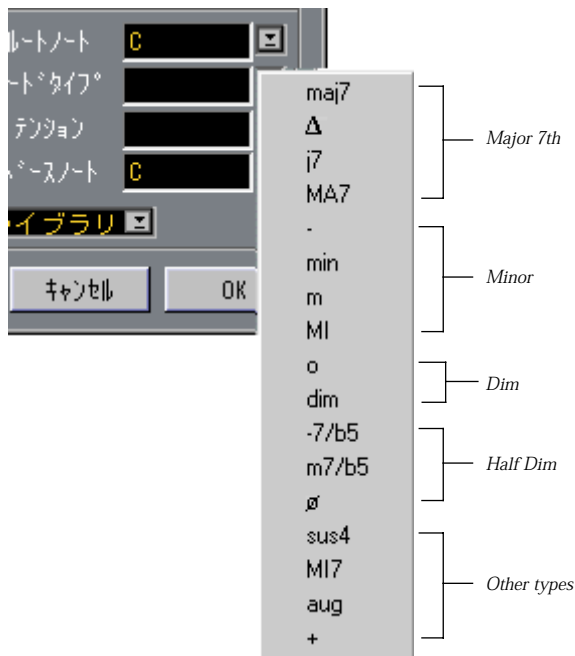 ルートノート C
ードタイプ
テンション
ベースノート C
イブラリ
キャンセル OK
maj7
Δ
j7
MA7
-
min
m
MI
o
dim
-7/b5
m7/b5
ø
sus4
MI7
aug
+
Major 7th
Minor
Dim
Half Dim
Other types